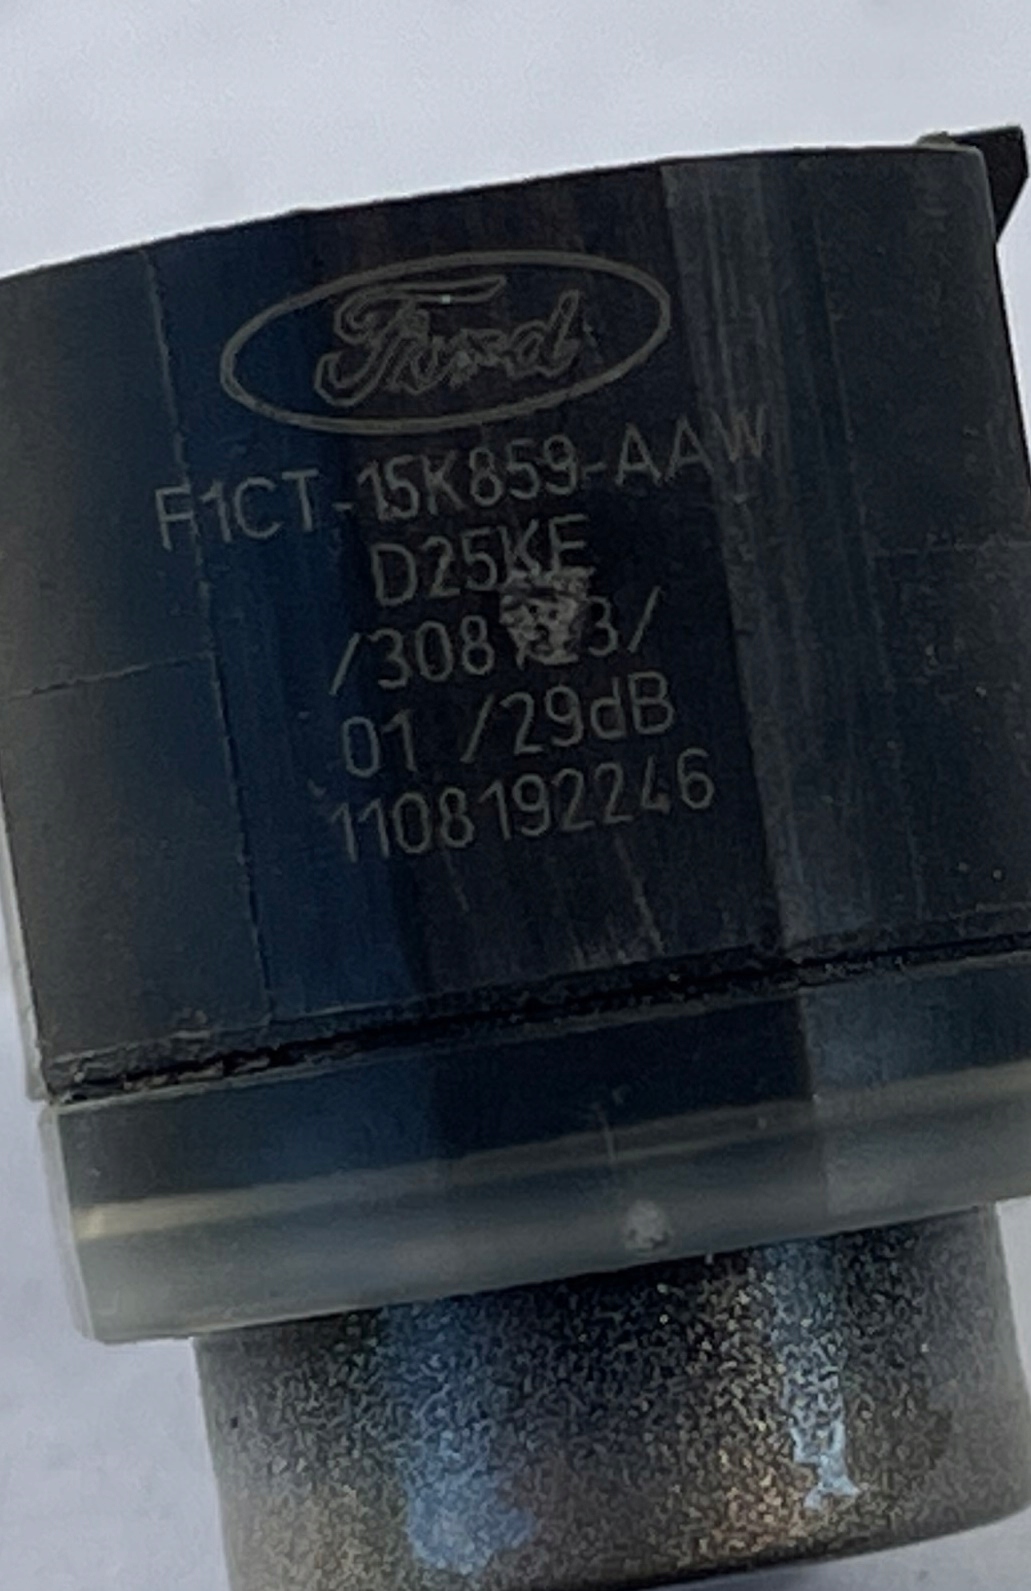 Ford
F1CT-15K859-AAW
D25KE
01 /29dB
1108192246